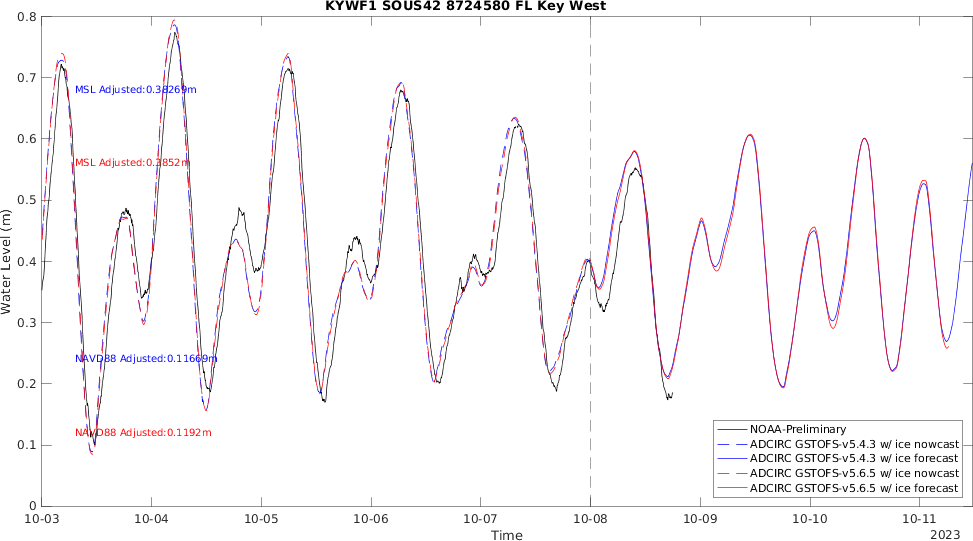 KYWF1 SOUS42 8724580 FL Key West
0.8
0.7
0.6
0.5
0.4
0.3
0.2
0.1
0
Water Level (m)
MSL Adjusted:0.38269m
MSL Adjusted:0.3852m
NAVD88 Adjusted:0.11669m
NAVD88 Adjusted:0.1192m
NOAA-Preliminary
ADCIRC GSTOFS-v5.4.3 w/ ice nowcast
ADCIRC GSTOFS-v5.4.3 w/ ice forecast
ADCIRC GSTOFS-v5.6.5 w/ ice nowcast
ADCIRC GSTOFS-v5.6.5 w/ ice forecast
10-03 10-04 10-05 10-06 10-07 10-08 10-09 10-10 10-11
Time
2023